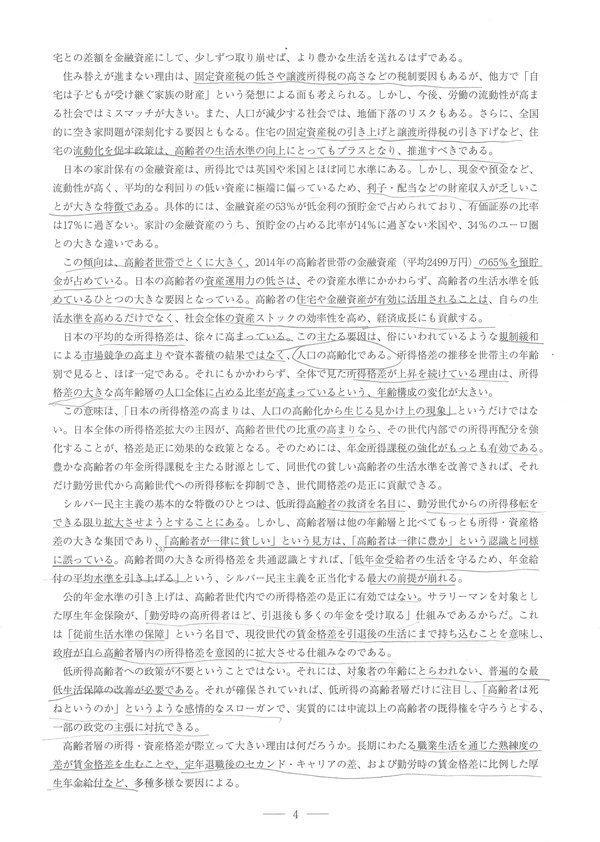 宅との差額を金融資産にして、少しずつ取り崩せば、より豊かな生活を送れるはずである。
住み替えが進まない理由は、固定資産税の低さや譲渡所得税の高さなどの税制要因もあるが、他方で「自
宅は子どもが受け継ぐ家族の財産」という発想による面も考えられる。しかし、今後、労働の流動性が高ま
る社会ではミスマッチが大きい。また、人口が減少する社会では、地価下落のリスクもある。さらに、全国
的に空き家問題が深刻化する要因ともなる。住宅の固定資産税の引き上げと譲渡所得税の引き下げなど、住
宅の流動化を促す政策は、高齢者の生活水準の向上にとってもプラスとなり、推進すべきである。
日本の家計保有の金融資産は、所得比では英国や米国とほぼ同じ水準にある。しかし、現金や預金など、
流動性が高く、平均的な利回りの低い資産に極端に偏っているため、利子・配当などの財産収入が乏しいこ
とが大きな特徴である。具体的には、金融資産の53％が低金利の預貯金で占められており、有価証券の比率
は17％に過ぎない。家計の金融資産のうち、預貯金の占める比率が14％に過ぎない米国や、34％のユーロ圏
との大きな違いである。
この傾向は、高齢者世帯でとくに大きく、2014年の高齢者世帯の金融資産（平均2499万円）の65％を預貯
金が占めている。日本の高齢者の資産運用力の低さは、その資産水準にかかわらず、高齢者の生活水準を低
めているひとつの大きな要因となっている。高齢者の住宅や金融資産が有効に活用されることは、自らの生
活水準を高めるだけでなく、社会全体の資産ストックの効率性を高め、経済成長にも貢献する。
日本の平均的な所得格差は、徐々に高まっている。この主たる要因は、俗にいわれているような規制緩和
による市場競争の高まりや資本蓄積の結果ではなく、人口の高齢化である。所得格差の推移を世帯主の年齢
別で見ると、ほぼ一定である。それにもかかわらず、全体で見た所得格差が上昇を続けている理由は、所得
格差の大きな高年齢層の人口全体に占める比率が高まっているという、年齢構成の変化が大きい。
この意味は、「日本の所得格差の高まりは、人口の高齢化から生じる見かけ上の現象」というだけではな
い。日本全体の所得格差拡大の主因が、高齢者世代の比重の高まりなら、その世代内部での所得再配分を強
化することが、格差是正に効果的な政策となる。そのためには、年金所得課税の強化がもっとも有効である。
豊かな高齢者の年金所得課税を主たる財源として、同世代の貧しい高齢者の生活水準を改善できれば、それ
だけ勤労世代から高齢世代への所得移転を抑制でき、世代間格差の是正に貢献できる。
シルバー民主主義の基本的な特徴のひとつは、低所得高齢者の救済を名目に、勤労世代からの所得移転を
できる限り拡大させようとすることにある。しかし、高齢者層は他の年齢層と比べてもっとも所得・資産格
差の大きな集団であり、「高齢者が一律に貧しい」という見方は、「高齢者は一律に豊か」という認識と同様
に誤っている。高齢者間の大きな所得格差を共通認識とすれば、「低年金受給者の生活を守るため、年金給
(3)
付の平均水準を引き上げる」という、シルバー民主主義を正当化する最大の前提が崩れる。
公的年金水準の引き上げは、高齢者世代内での所得格差の是正に有効ではない。サラリーマンを対象とし
た厚生年金保険が、「勤労時の高所得者ほど、引退後も多くの年金を受け取る」仕組みであるからだ。これ
は「従前生活水準の保障」という名目で、現役世代の賃金格差を引退後の生活にまで持ち込むことを意味し、
政府が自ら高齢者層内の所得格差を意図的に拡大させる仕組みなのである。
低所得高齢者への政策が不要ということではない。それには、対象者の年齢にとらわれない、普遍的な最
低生活保障の改善が必要である。それが確保されていれば、低所得の高齢者層だけに注目し、「高齢者は死
ねというのか」というような感情的なスローガンで、実質的には中流以上の高齢者の既得権を守ろうとする、
一部の政党の主張に対抗できる。
高齢者層の所得・資産格差が際立って大きい理由は何だろうか。長期にわたる職業生活を通じた熟練度の
差が賃金格差を生むことや、定年退職後のセカンド・キャリアの差、および勤労時の賃金格差に比例した厚
生年金給付など、多種多様な要因による。
― 4 ―